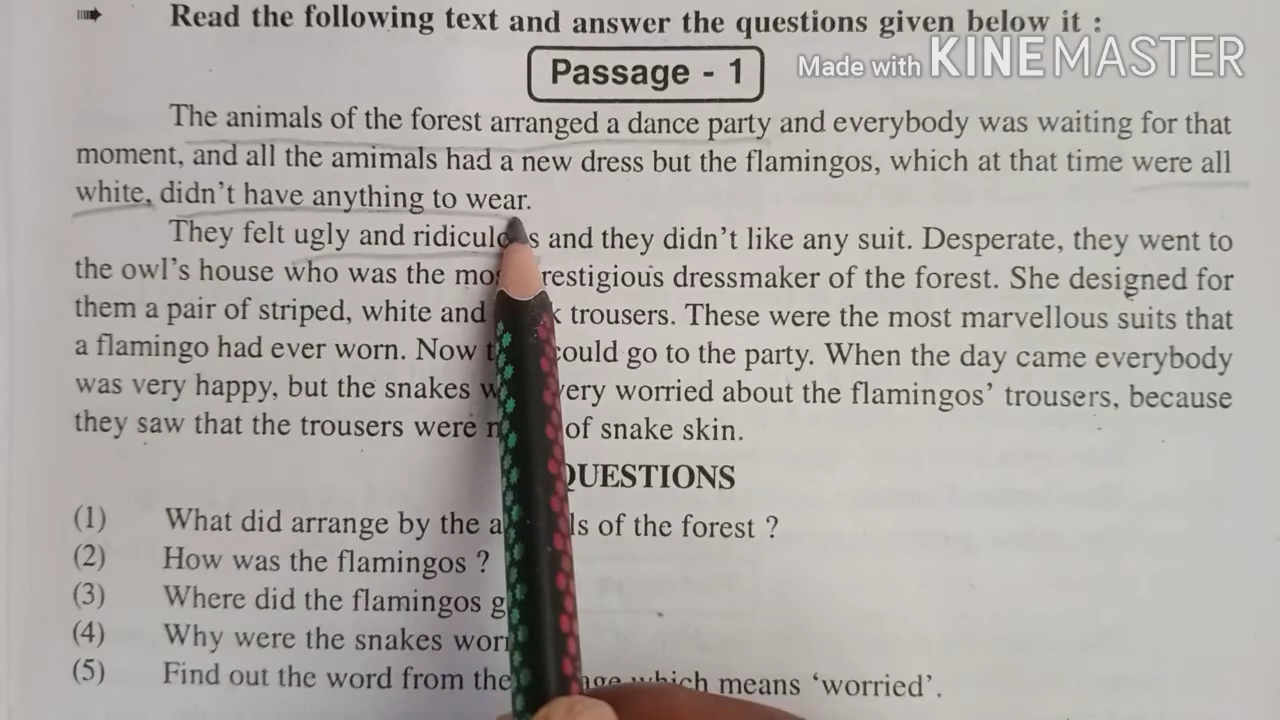 Read the following text and answer the questions given below it :
Made with KINEMASTER
Passage - 1
The animals of the forest arranged a dance party and everybody was waiting for that
moment, and all the amimals had a new dress but the flamingos, which at that time were all
white, didn't have anything to wear.
They felt ugly and and they didn't like any suit. Desperate, they went to
the owl's house who was the dressmaker of the forest. She designed for
them a pair of striped, white and trousers. These were the most marvellous suits that
a flamingo had ever worn. Now could go to the party. When the day came everybody
was very happy, but the snakes very worried about the flamingos' trousers, because
they saw that the trousers were of snake skin.
QUESTIONS
(1) What did arrange by the of the forest ?
(2) How was the flamingos ?
(3) Where did the flamingos
(4) Why were the snakes
(5) Find out the word from the which means 'worried'.